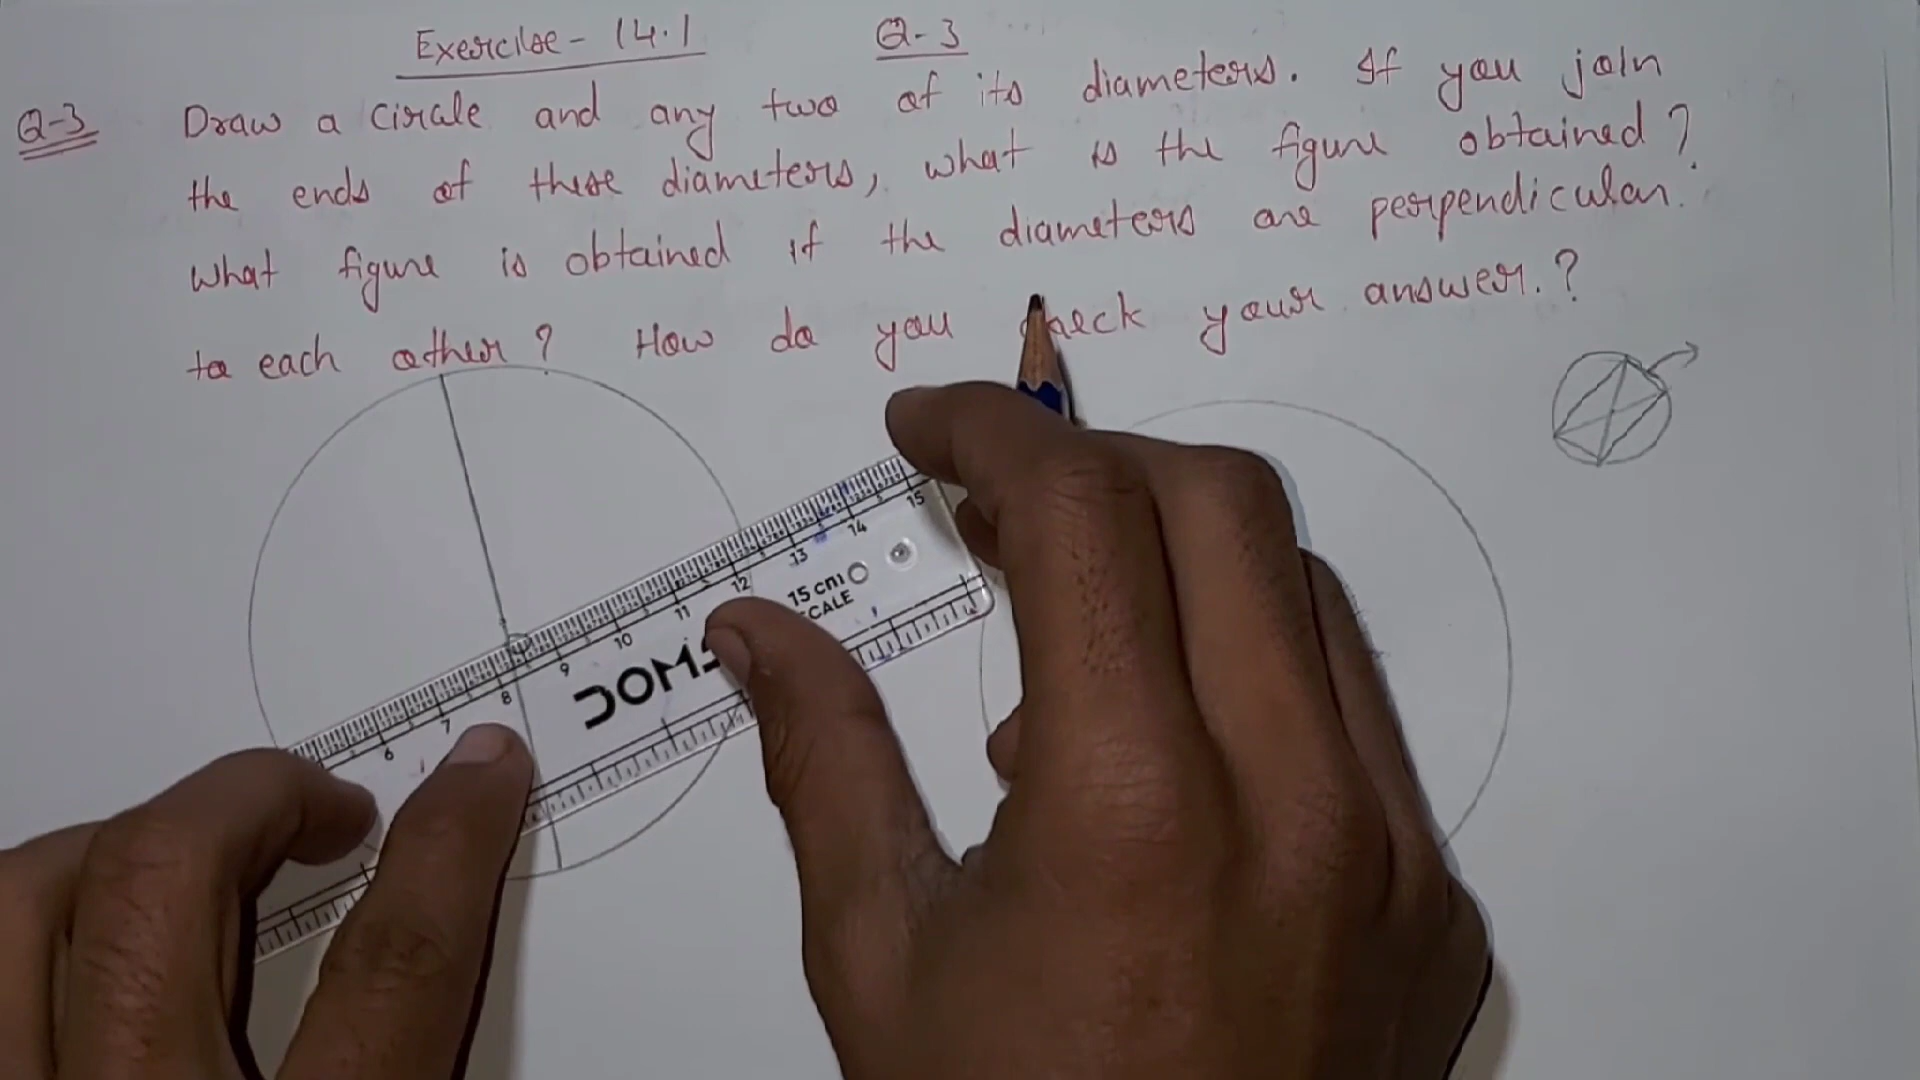 Exercise - 14.1 Q-3
Q-3 Draw a circle and any two of its diameters. If you join
the ends of these diameters, what is the figure obtained?
What figure is obtained if the diameters are perpendicular
to each other? How do you check your answer.?
15
14
13
12
11
10
9
8
7
6
15 cm
SCALE
DOMS